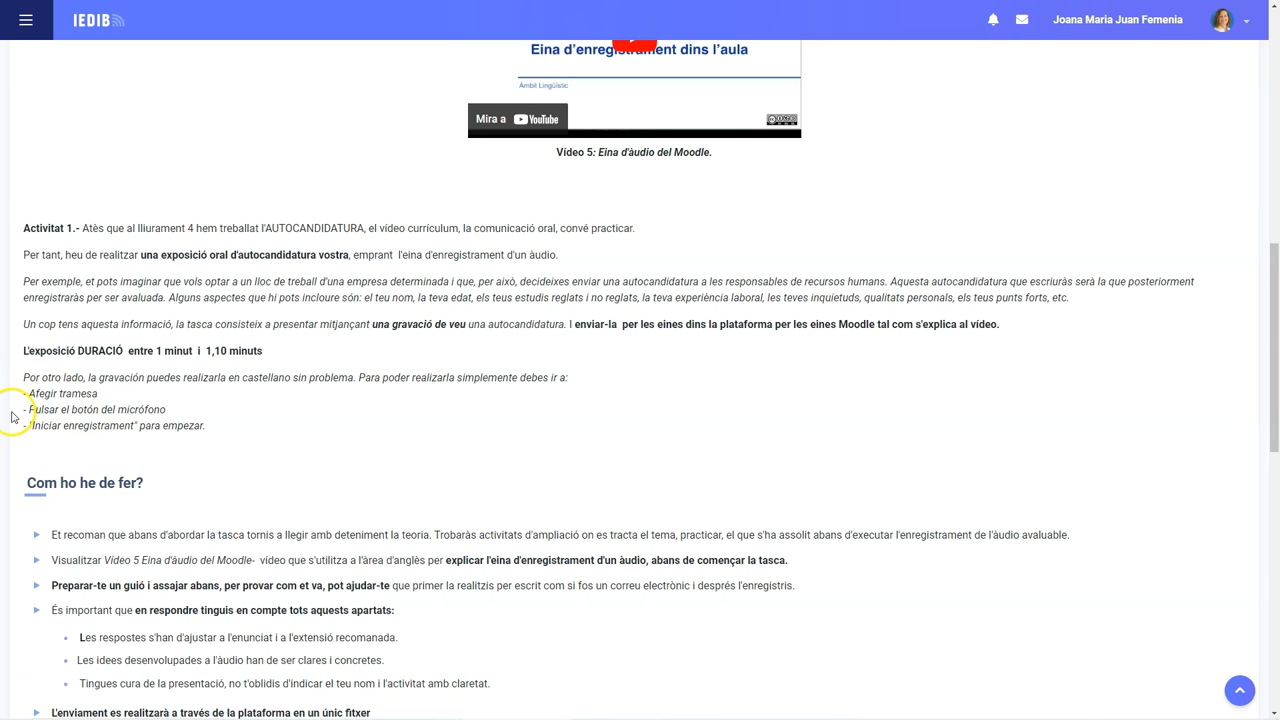 IEDIB
Joana Maria Juan Femenia
Eina d'enregistrament dins l'aula
Àmbit Lingüístic
Mira a YouTube
Vídeo 5: Eina d'àudio del Moodle.
Activitat 1.- Atès que al lliurament 4 hem treballat l'AUTOCANDIDATURA, el vídeo currículum, la comunicació oral, convé practicar.
Per tant, heu de realitzar una exposició oral d'autocandidatura vostra, emprant l'eina d'enregistrament d'un àudio.
Per exemple, et pots imaginar que vols optar a un lloc de treball d'una empresa determinada i que, per això, decideixes enviar una autocandidatura a les responsables de recursos humans. Aquesta autocandidatura que escriuràs serà la que posteriorment
enregistraràs per ser avaluada. Alguns aspectes que hi pots incloure són: el teu nom, la teva edat, els teus estudis reglats i no reglats, la teva experiència laboral, les teves inquietuds, qualitats personals, els teus punts forts, etc.
Un cop tens aquesta informació, la tasca consisteix a presentar mitjançant una gravació de veu una autocandidatura. I enviar-la per les eines dins la plataforma per les eines Moodle tal com s'explica al vídeo.
L'exposició DURACIÓ entre 1 minut i 1,10 minuts
Por otro lado, la gravación puedes realizarla en castellano sin problema. Para poder realizarla simplemente debes ir a:
- Afegir tramesa
- Pulsar el botón del micrófono
- "Iniciar enregistrament" para empezar.
Com ho he de fer?
Et recoman que abans d'abordar la tasca tornis a llegir amb deteniment la teoria. Trobaràs activitats d'ampliació on es tracta el tema, practicar, el que s'ha assolit abans d'executar l'enregistrament de l'àudio avaluable.
Visualitzar Vídeo 5 Eina d'áudio del Moodle- vídeo que s'utilitza a l'àrea d'anglès per explicar l'eina d'enregistrament d'un àudio, abans de començar la tasca.
Preparar-te un guió i assajar abans, per provar com et va, pot ajudar-te que primer la realitzis per escrit com si fos un correu electrònic i després l'enregistris.
És important que en respondre tinguis en compte tots aquests apartats:
Les respostes s'han d'ajustar a l'enunciat i a l'extensió recomanada.
Les idees desenvolupades a l'àudio han de ser clares i concretes.
Tingues cura de la presentació, no t'oblidis d'indicar el teu nom i l'activitat amb claretat.
L'enviament es realitzarà a través de la plataforma en un únic fitxer